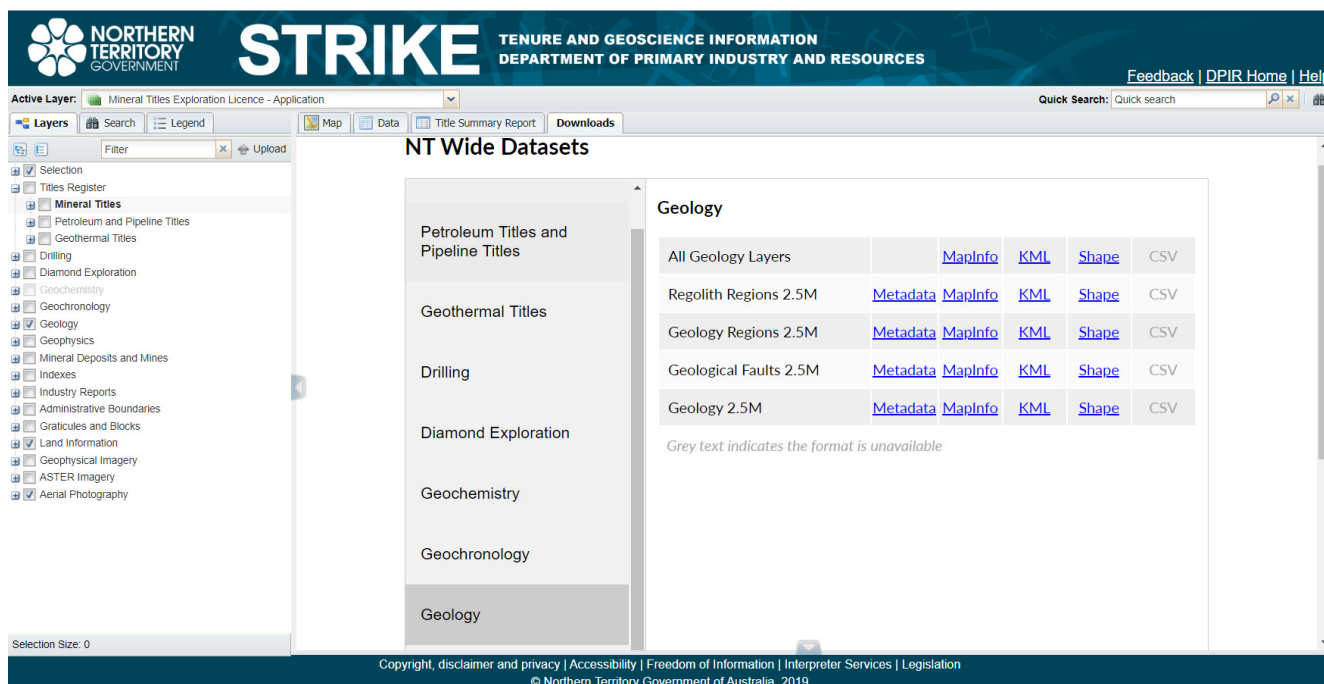 NORTHERN
TERRITORY
GOVERNMENT
STRIKE
TENURE AND GEOSCIENCE INFORMATION
DEPARTMENT OF PRIMARY INDUSTRY AND RESOURCES
Feedback | DPIR Home | Help
Active Layer: Mineral Titles Exploration Licence - Application
Quick Search: Quick search
Layers Search Legend
Map Data Title Summary Report Downloads
Filter Upload
Selection
Titles Register
Mineral Titles
Petroleum and Pipeline Titles
Geothermal Titles
Drilling
Diamond Exploration
Geochemistry
Geochronology
Geology
Geophysics
Mineral Deposits and Mines
Indexes
Industry Reports
Administrative Boundaries
Graticules and Blocks
Land Information
Geophysical Imagery
ASTER Imagery
Aerial Photography
Selection Size: 0
NT Wide Datasets
Petroleum Titles and
Pipeline Titles
Geothermal Titles
Drilling
Diamond Exploration
Geochemistry
Geochronology
Geology
Geology
All Geology Layers MapInfo KML Shape CSV
Regolith Regions 2.5M Metadata MapInfo KML Shape CSV
Geology Regions 2.5M Metadata MapInfo KML Shape CSV
Geological Faults 2.5M Metadata MapInfo KML Shape CSV
Geology 2.5M Metadata MapInfo KML Shape CSV
Grey text indicates the format is unavailable
Copyright, disclaimer and privacy | Accessibility | Freedom of Information | Interpreter Services | Legislation
© Northern Territory Government of Australia, 2019